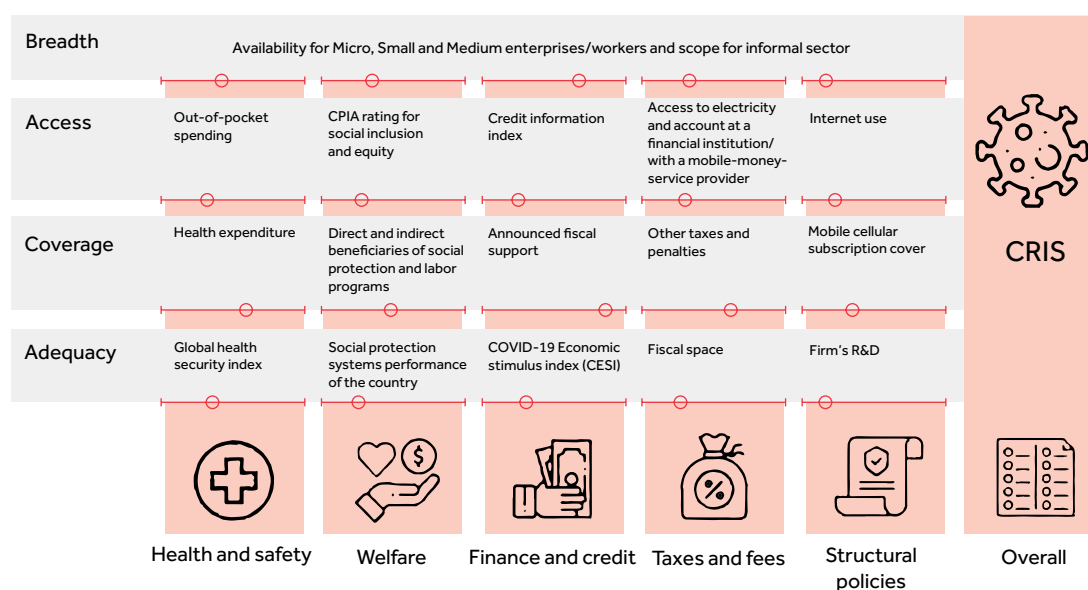 Breadth
Availability for Micro, Small and Medium enterprises/workers and scope for informal sector
Access
Out-of-pocket
spending
CPIA rating for
social inclusion
and equity
Credit information
index
Access to electricity
and account at a
financial institution/
with a mobile-money-
service provider
Internet use
Coverage
Health expenditure
Direct and indirect
beneficiaries of social
protection and labor
programs
Announced fiscal
support
Other taxes and
penalties
Mobile cellular
subscription cover
CRIS
Adequacy
Global health
security index
Social protection
systems performance
of the country
COVID-19 Economic
stimulus index (CESI)
Fiscal space
Firm's R&D
$
%
Health and safety
Welfare
Finance and credit
Taxes and fees
Structural
policies
Overall